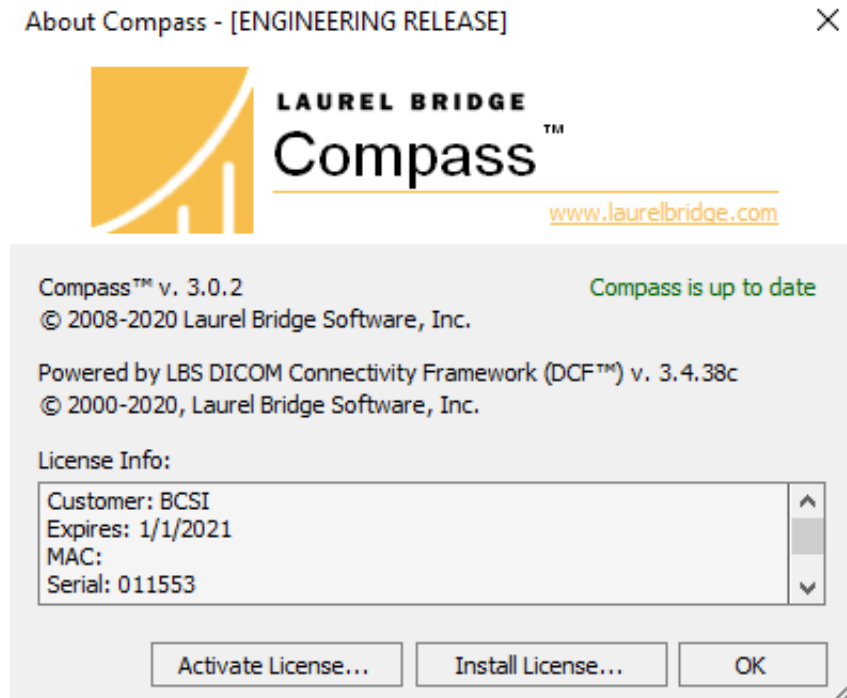 About Compass - [ENGINEERING RELEASE]
LAUREL BRIDGE
Compass™
www.laurelbridge.com
Compass™ v. 3.0.2
Compass is up to date
© 2008-2020 Laurel Bridge Software, Inc.
Powered by LBS DICOM Connectivity Framework (DCF™) v. 3.4.38c
© 2000-2020, Laurel Bridge Software, Inc.
License Info:
Customer: BCSI
Expires: 1/1/2021
MAC:
Serial: 011553
Activate License...
Install License...
OK